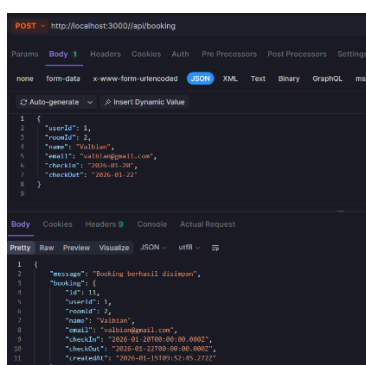 POST http://localhost:3000//api/booking
Params Body 1 Headers Cookies Auth Pre Processors Post Processors Settings
none form-data x-www-form-urlencoded JSON XML Text Binary GraphQL ms
Auto-generate Insert Dynamic Value
1 {
2 "userId": 1,
3 "roomId": 2,
4 "name": "Valbian",
5 "email": "valbian@gmail.com",
6 "checkIn": "2026-01-20",
7 "checkOut": "2026-01-22"
8 }
9
Body Cookies Headers 9 Console Actual Request
Pretty Raw Preview Visualize JSON utf8
1 {
2 "message": "Booking berhasil disimpan",
3 "booking": {
4 "id": 11,
5 "userId": 1,
6 "roomId": 2,
7 "name": "Valbian",
8 "email": "valbian@gmail.com",
9 "checkIn": "2026-01-20T00:00:00.000Z",
10 "checkOut": "2026-01-22T00:00:00.000Z",
11 "createdAt": "2026-01-15T09:52:45.272Z"